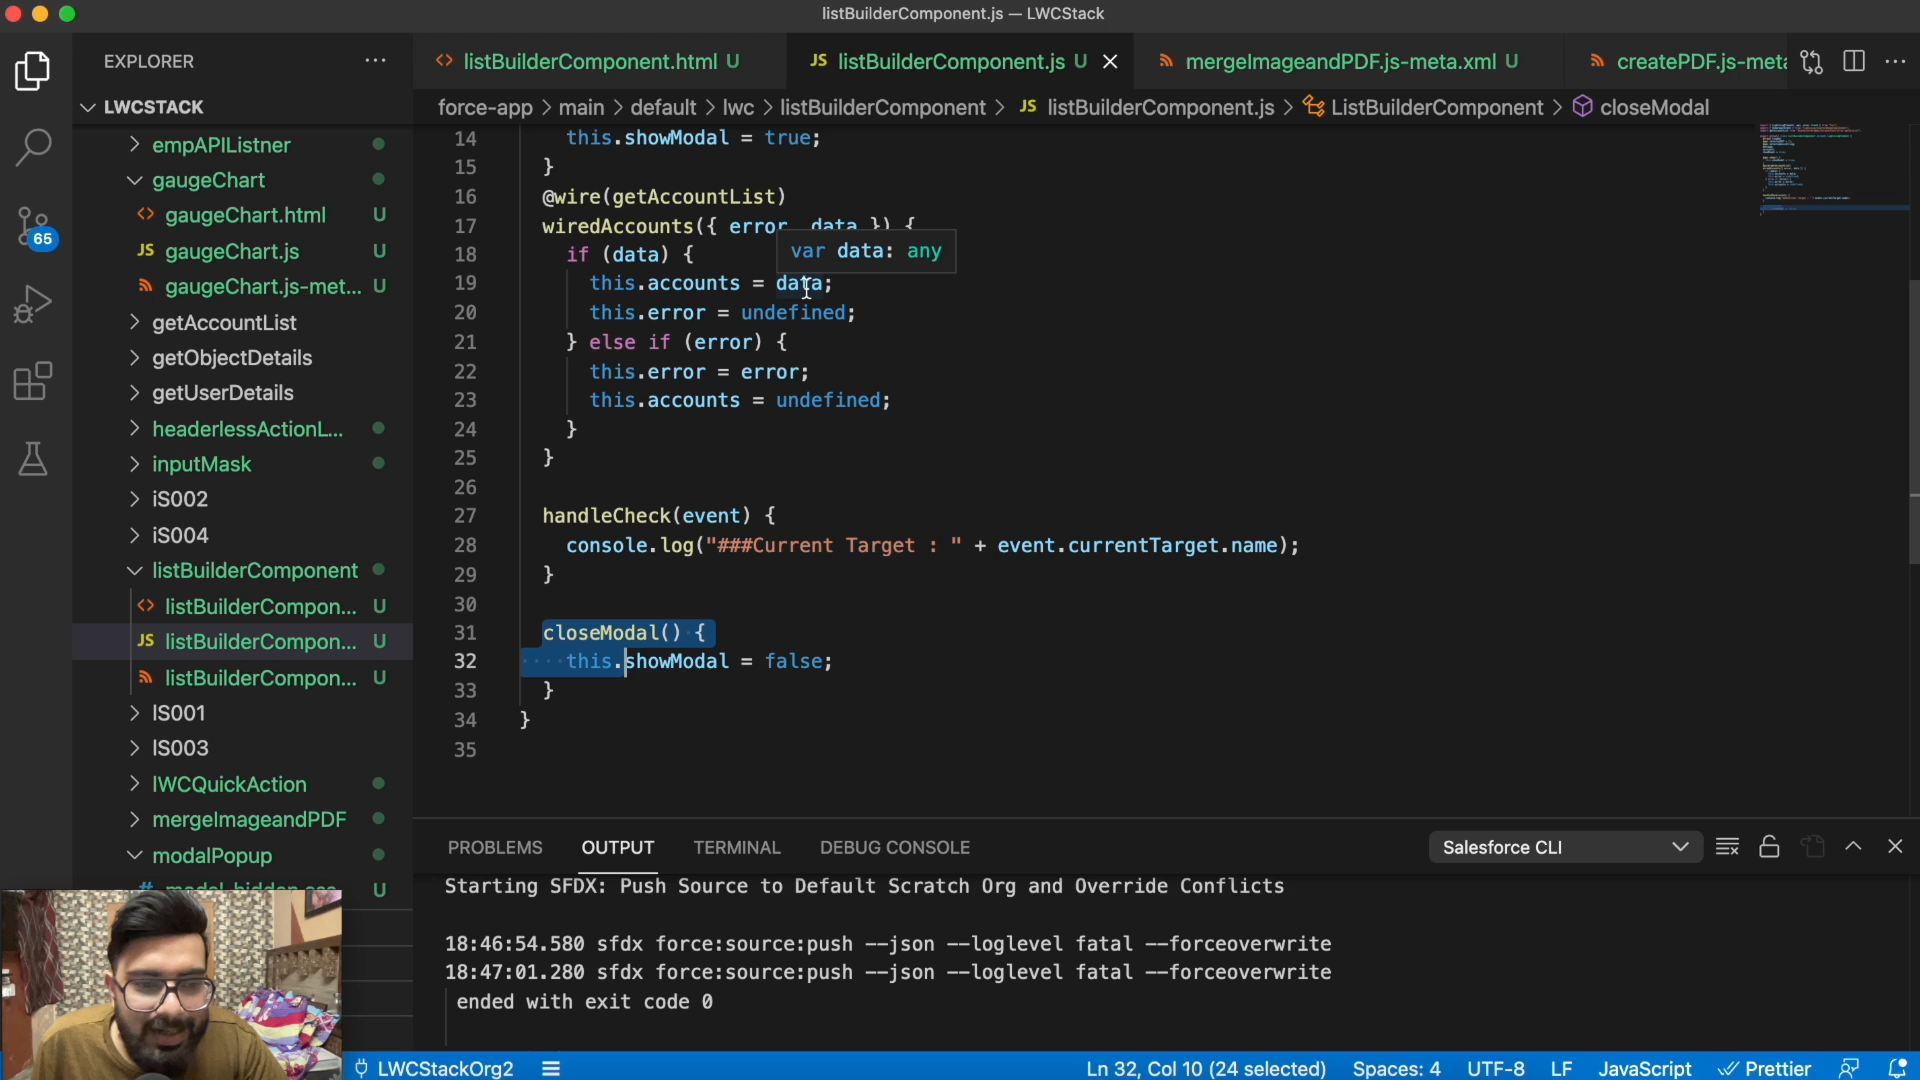 listBuilderComponent.js — LWCStack
EXPLORER
LWCSTACK
empAPIListner
gaugeChart
gaugeChart.html U
gaugeChart.js U
gaugeChart.js-met... U
getAccountList
getObjectDetails
getUserDetails
headerlessActionL...
inputMask
iS002
iS004
listBuilderComponent
listBuilderCompon... U
listBuilderCompon... U
listBuilderCompon... U
lS001
lS003
lWCQuickAction
mergeImageandPDF
modalPopup
65
listBuilderComponent.html U
JS listBuilderComponent.js U
mergeImageandPDF.js-meta.xml U
createPDF.js-meta
force-app > main > default > lwc > listBuilderComponent > JS listBuilderComponent.js > ListBuilderComponent > closeModal
14 this.showModal = true;
15 }
16 @wire(getAccountList)
17 wiredAccounts({ error, data }) {
var data: any
18 if (data) {
19 this.accounts = data;
20 this.error = undefined;
21 } else if (error) {
22 this.error = error;
23 this.accounts = undefined;
24 }
25 }
26
27 handleCheck(event) {
28 console.log("###Current Target : " + event.currentTarget.name);
29 }
30
31 closeModal() {
32 this.showModal = false;
33 }
34 }
35
PROBLEMS OUTPUT TERMINAL DEBUG CONSOLE
Salesforce CLI
Starting SFDX: Push Source to Default Scratch Org and Override Conflicts
18:46:54.580 sfdx force:source:push --json --loglevel fatal --forceoverwrite
18:47:01.280 sfdx force:source:push --json --loglevel fatal --forceoverwrite
ended with exit code 0
LWCStackOrg2
Ln 32, Col 10 (24 selected) Spaces: 4 UTF-8 LF JavaScript Prettier